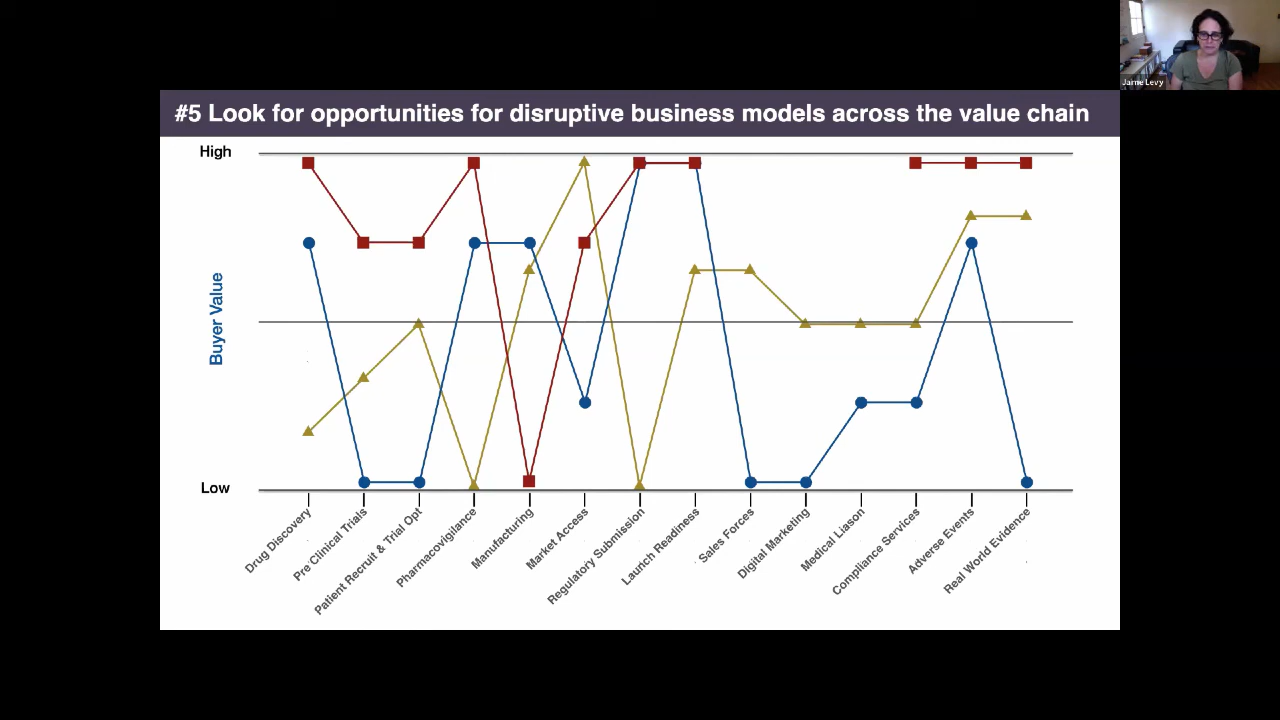 Jaime Levy
#5 Look for opportunities for disruptive business models across the value chain
High
Buyer Value
Low
Drug Discovery
Pre Clinical Trials
Patient Recruit & Trial Opt
Pharmacovigilance
Manufacturing
Market Access
Regulatory Submission
Launch Readiness
Sales Forces
Digital Marketing
Medical Liason
Compliance Services
Adverse Events
Real World Evidence